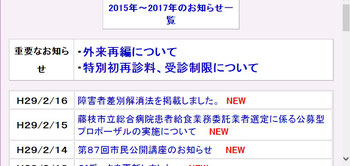 2015年～2017年のお知らせ一
覧
重要なお知ら
せ
・外来再編について
・特別初再診料、受診制限について
H29/2/16 障害者差別解消法を掲載しました。 NEW
H29/2/15 藤枝市立総合病院患者給食業務委託業者選定に係る公募型
プロポーザルの実施について NEW
H29/2/14 第87回市民公開講座のお知らせ NEW